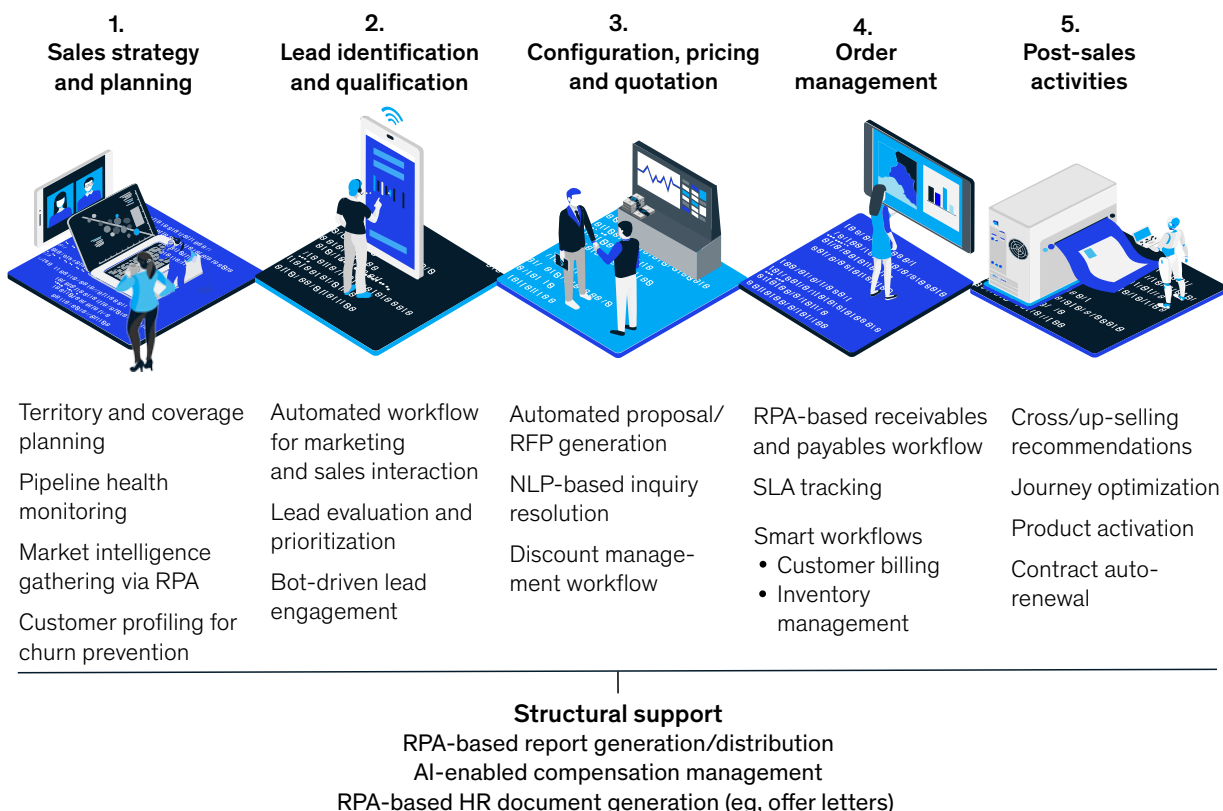 1.
Sales strategy
and planning
2.
Lead identification
and qualification
3.
Configuration, pricing
and quotation
4.
Order
management
5.
Post-sales
activities
Territory and coverage
planning
Pipeline health
monitoring
Market intelligence
gathering via RPA
Customer profiling for
churn prevention
Automated workflow
for marketing
and sales interaction
Lead evaluation and
prioritization
Bot-driven lead
engagement
Automated proposal/
RFP generation
NLP-based inquiry
resolution
Discount manage-
ment workflow
RPA-based receivables
and payables workflow
SLA tracking
Smart workflows
• Customer billing
• Inventory
management
Cross/up-selling
recommendations
Journey optimization
Product activation
Contract auto-
renewal
Structural support
RPA-based report generation/distribution
AI-enabled compensation management
RPA-based HR document generation (eg, offer letters)